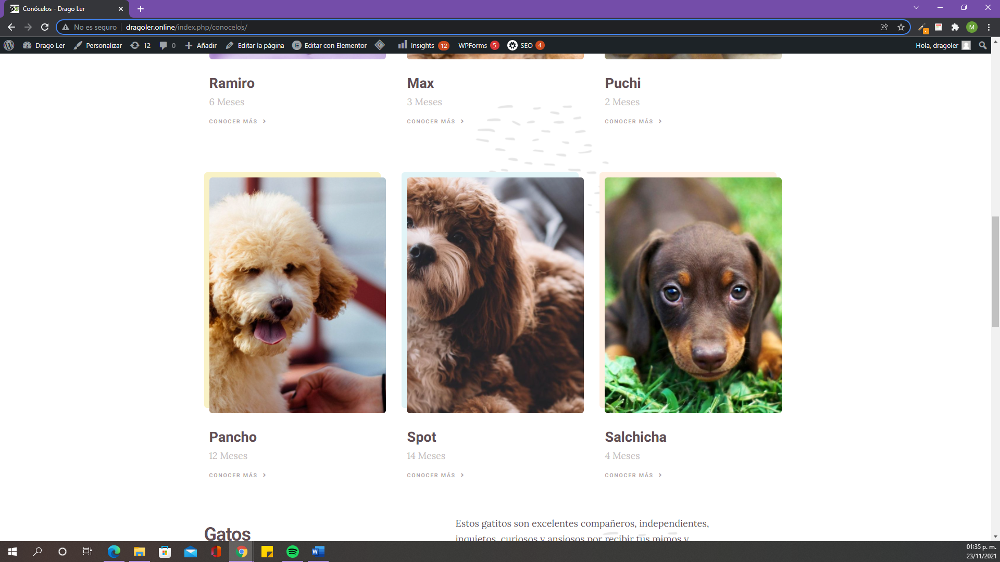 Conócelos - Drago Ler
No es seguro dragoler.online/index.php/conocelos/
M
Drago Ler Personalizar 12 0 Añadir Editar la página Editar con Elementor Insights 12 WPForms 5 SEO 4 Hola, dragoler
Ramiro Max Puchi
6 Meses 3 Meses 2 Meses
CONOCER MÁS CONOCER MÁS CONOCER MÁS
Pancho Spot Salchicha
12 Meses 14 Meses 4 Meses
CONOCER MÁS CONOCER MÁS CONOCER MÁS
Gatos
Estos gatitos son excelentes compañeros, independientes,
inquietos, curiosos y ansiosos por recibir tus mimos y
01:35 p. m.
23/11/2021